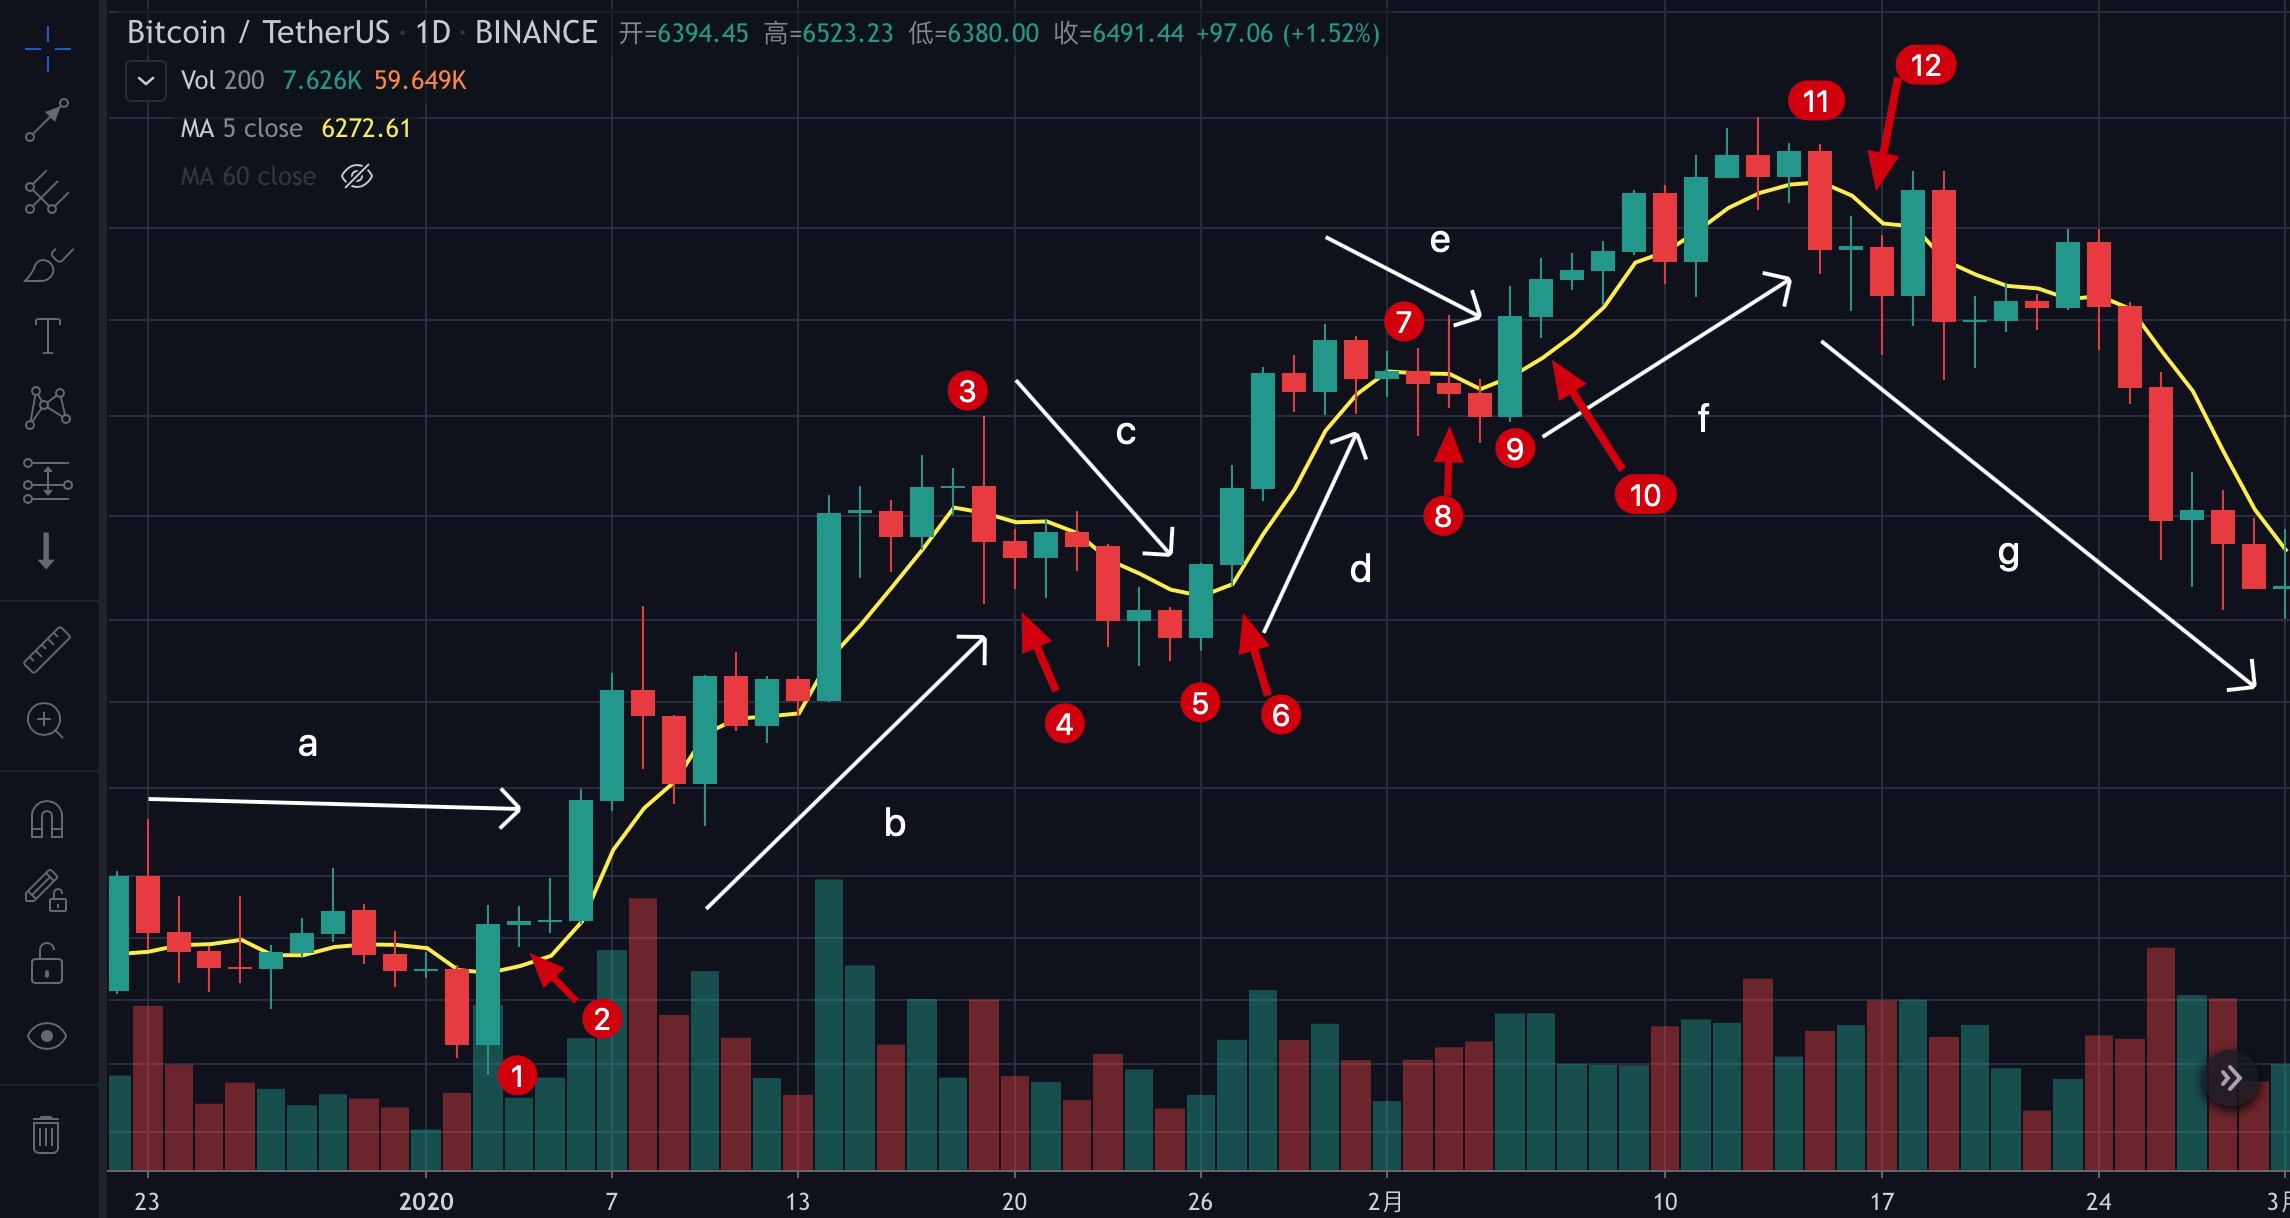 Bitcoin / TetherUS · 1D · BINANCE 开=6394.45 高=6523.23 低=6380.00 收=6491.44 +97.06 (+1.52%)
Vol 200 7.626K 59.649K
MA 5 close 6272.61
MA 60 close
12
11
e
7
3
c
f
9
10
8
d
g
5
6
4
a
b
2
1
23 2020 7 13 20 26 2月 10 17 24 3月